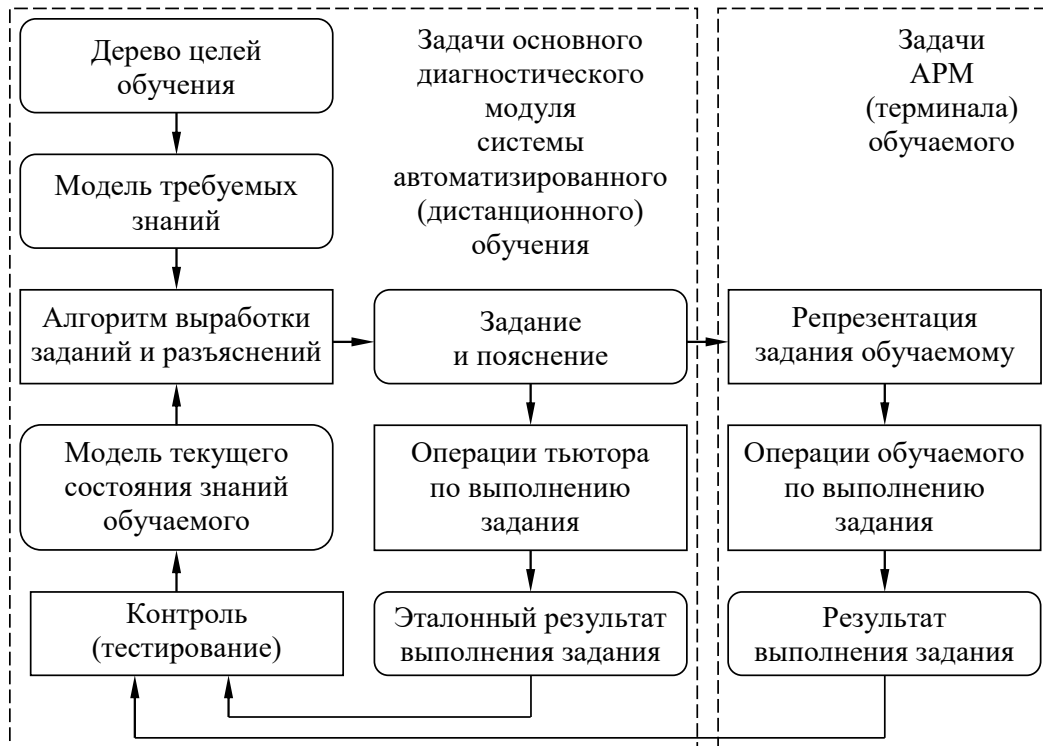 Дерево целей
обучения
Задачи основного
диагностического
модуля
системы
автоматизированного
(дистанционного)
обучения
Задачи
АРМ
(терминала)
обучаемого
Модель требуемых
знаний
Алгоритм выработки
заданий и разъяснений
Задание
и пояснение
Репрезентация
задания обучаемому
Модель текущего
состояния знаний
обучаемого
Операции тьютора
по выполнению
задания
Операции обучаемого
по выполнению
задания
Контроль
(тестирование)
Эталонный результат
выполнения задания
Результат
выполнения задания